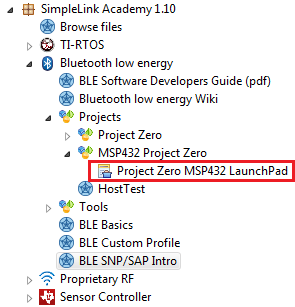 SimpleLink Academy 1.10
Browse files
TI-RTOS
Bluetooth low energy
BLE Software Developers Guide (pdf)
Bluetooth low energy Wiki
Projects
Project Zero
MSP432 Project Zero
Project Zero MSP432 LaunchPad
HostTest
Tools
BLE Basics
BLE Custom Profile
BLE SNP/SAP Intro
Proprietary RF
Sensor Controller